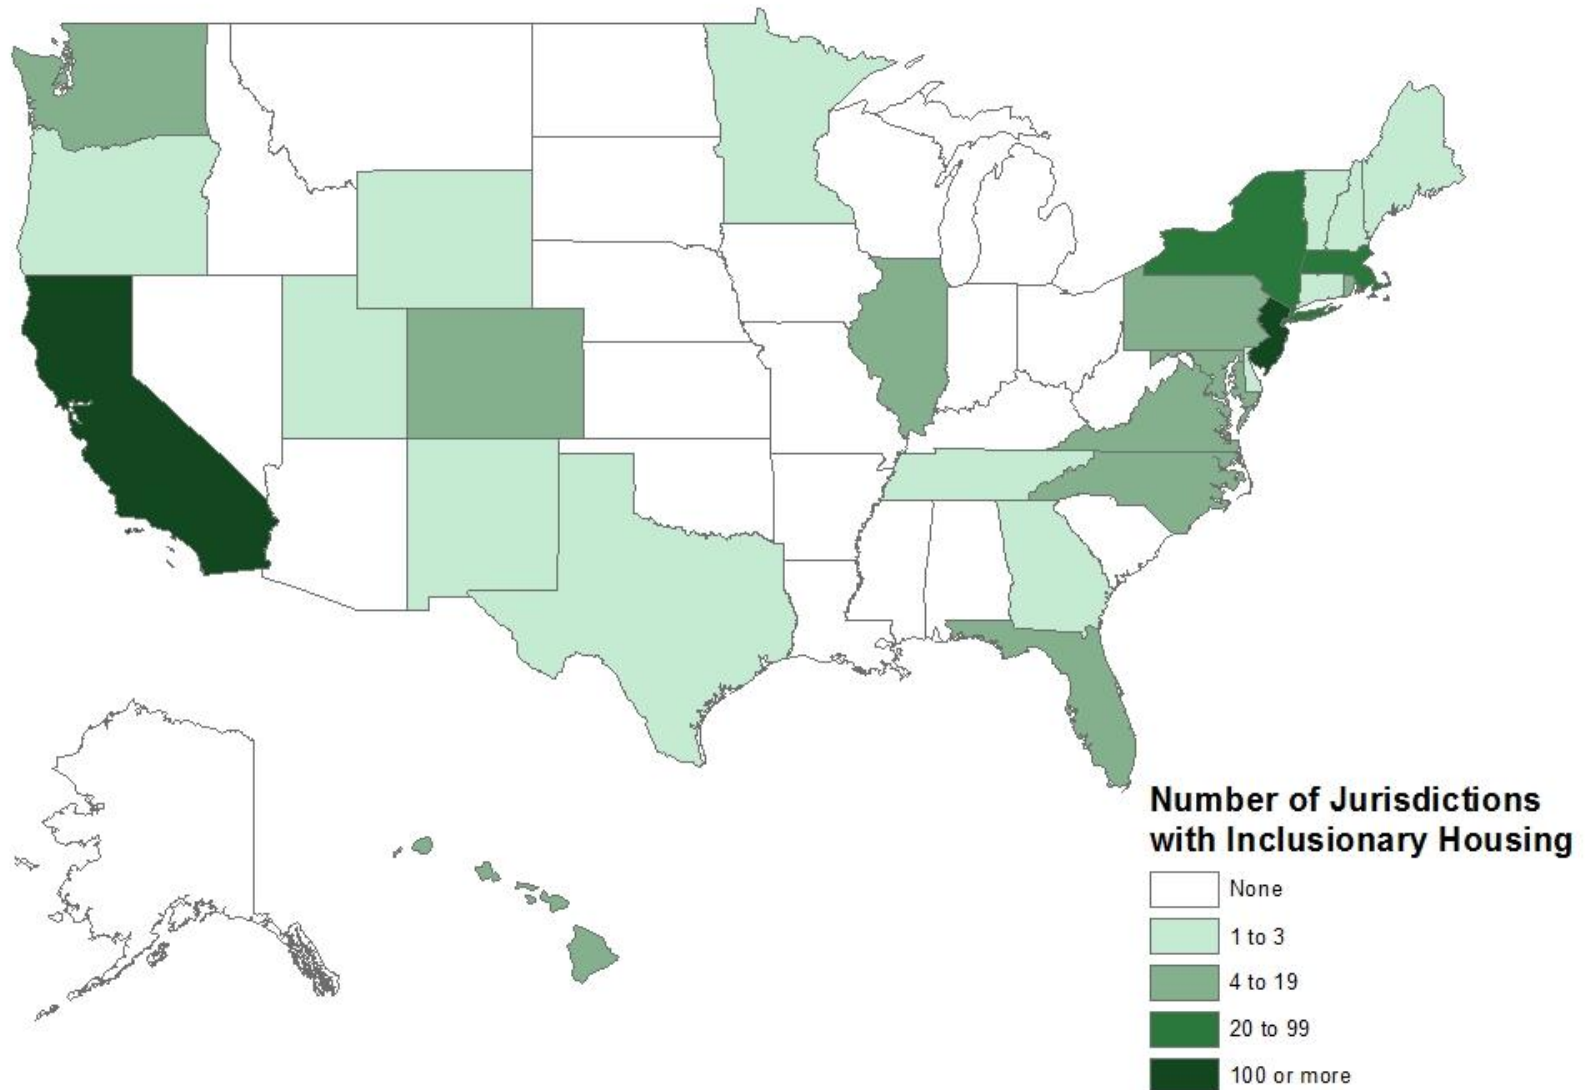 Number of Jurisdictions
with Inclusionary Housing
None
1 to 3
4 to 19
20 to 99
100 or more